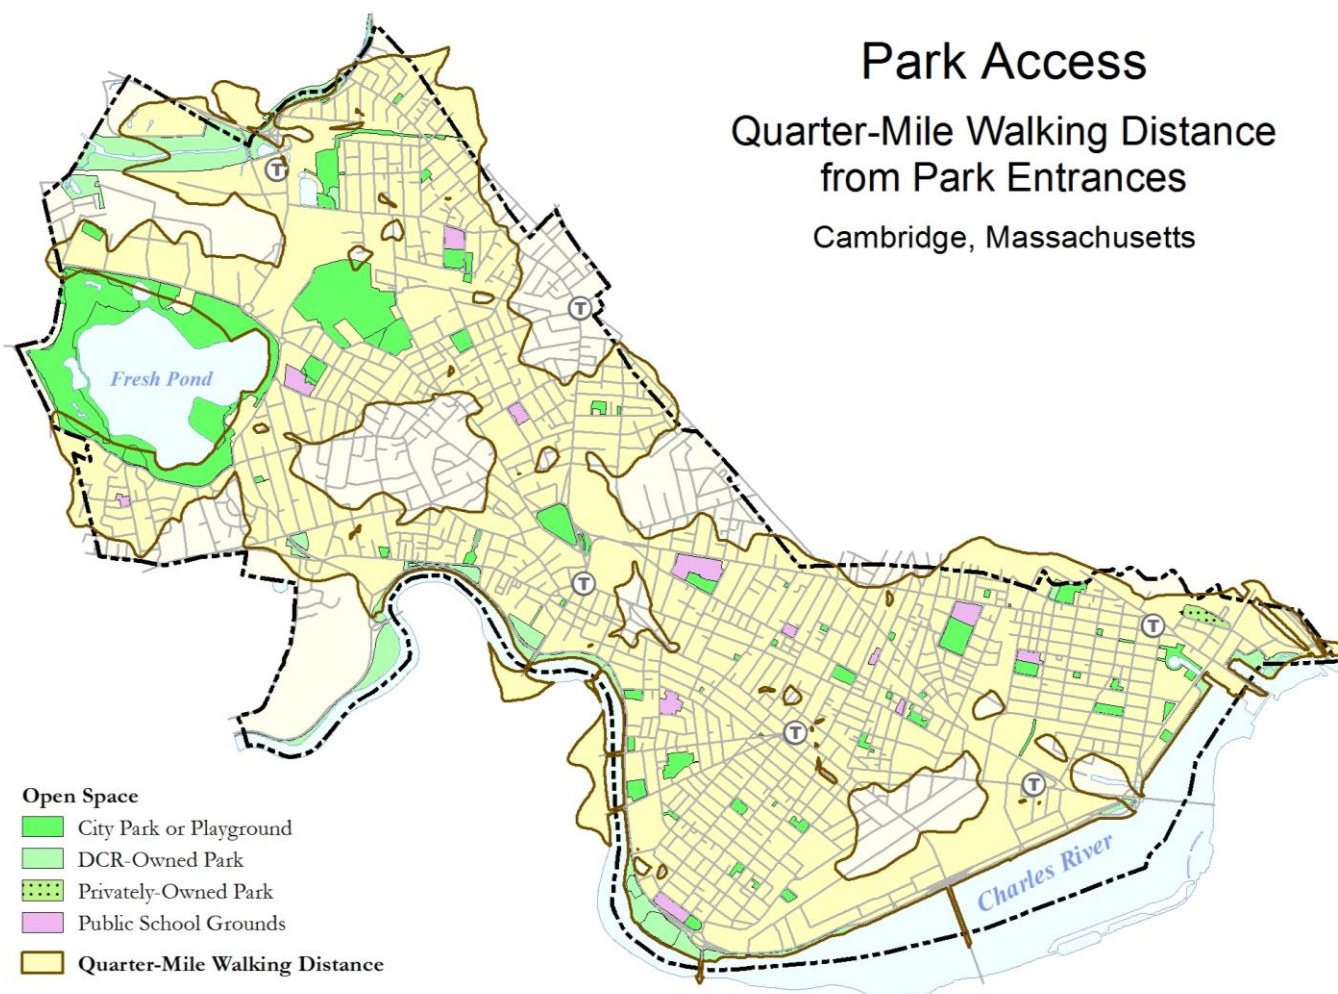 Park Access
Quarter-Mile Walking Distance
from Park Entrances
Cambridge, Massachusetts
T
T
Fresh Pond
T
T
T
T
Charles River
Open Space
City Park or Playground
DCR-Owned Park
Privately-Owned Park
Public School Grounds
Quarter-Mile Walking Distance